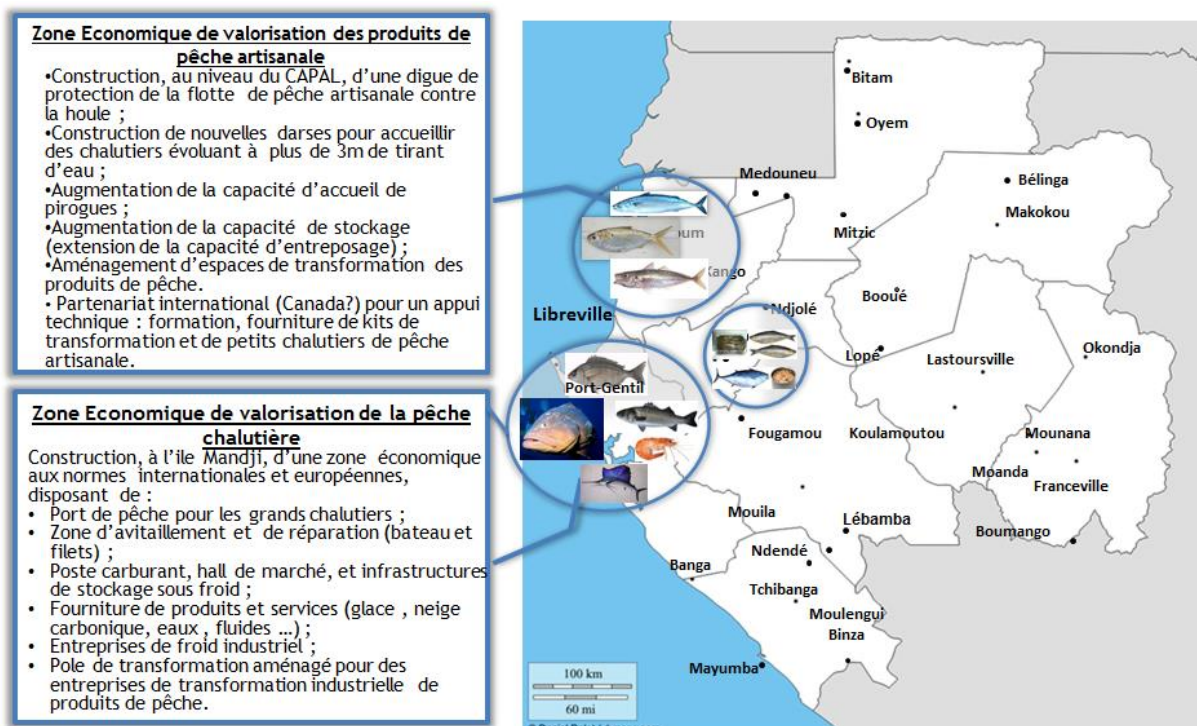 Zone Economique de valorisation des produits de
pêche artisanale
•Construction, au niveau du CAPAL, d’une digue de
protection de la flotte de pêche artisanale contre
la houle ;
•Construction de nouvelles darses pour accueillir
des chalutiers évoluant à plus de 3m de tirant
d’eau ;
•Augmentation de la capacité d’accueil de
pirogues ;
•Augmentation de la capacité de stockage
(extension de la capacité d’entreposage) ;
•Aménagement d’espaces de transformation des
produits de pêche.
• Partenariat international (Canada?) pour un appui
technique : formation, fourniture de kits de
transformation et de petits chalutiers de pêche
artisanale.
Zone Economique de valorisation de la pêche
chalutière
Construction, à l’ile Mandji, d’une zone économique
aux normes internationales et européennes,
disposant de :
• Port de pêche pour les grands chalutiers ;
• Zone d’avitaillement et de réparation (bateau et
filets) ;
• Poste carburant, hall de marché, et infrastructures
de stockage sous froid ;
• Fourniture de produits et services (glace , neige
carbonique, eaux , fluides …) ;
• Entreprises de froid industriel ;
• Pole de transformation aménagé pour des
entreprises de transformation industrielle de
produits de pêche.
Bitam
Oyem
Medouneu
Bélinga
Makokou
Mitzic
Kango
Booué
Ndjolé
Libreville
Lopé
Lastoursville
Okondja
Port-Gentil
Fougamou
Koulamoutou
Mounana
Moanda
Franceville
Mouila
Lébamba
Boumango
Ndendé
Banga
Tchibanga
Moulengui
Binza
Mayumba
100 km
60 mi